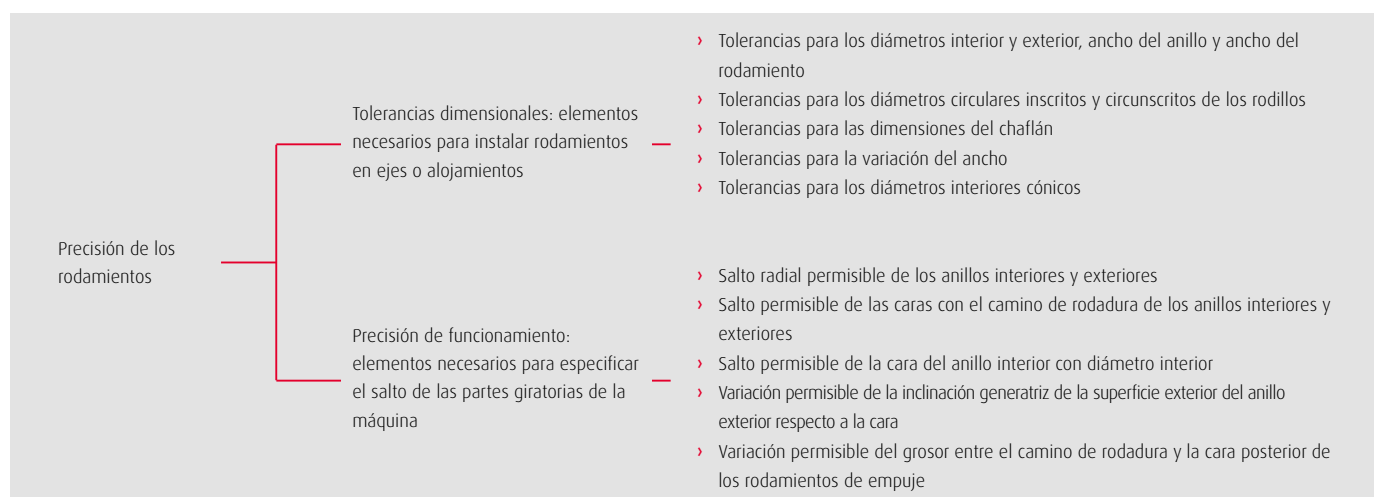 Precisión de los
rodamientos
Tolerancias dimensionales: elementos
necesarios para instalar rodamientos
en ejes o alojamientos
› Tolerancias para los diámetros interior y exterior, ancho del anillo y ancho del
rodamiento
› Tolerancias para los diámetros circulares inscritos y circunscritos de los rodillos
› Tolerancias para las dimensiones del chaflán
› Tolerancias para la variación del ancho
› Tolerancias para los diámetros interiores cónicos
Precisión de funcionamiento:
elementos necesarios para especificar
el salto de las partes giratorias de la
máquina
› Salto radial permisible de los anillos interiores y exteriores
› Salto permisible de las caras con el camino de rodadura de los anillos interiores y
exteriores
› Salto permisible de la cara del anillo interior con diámetro interior
› Variación permisible de la inclinación generatriz de la superficie exterior del anillo
exterior respecto a la cara
› Variación permisible del grosor entre el camino de rodadura y la cara posterior de
los rodamientos de empuje